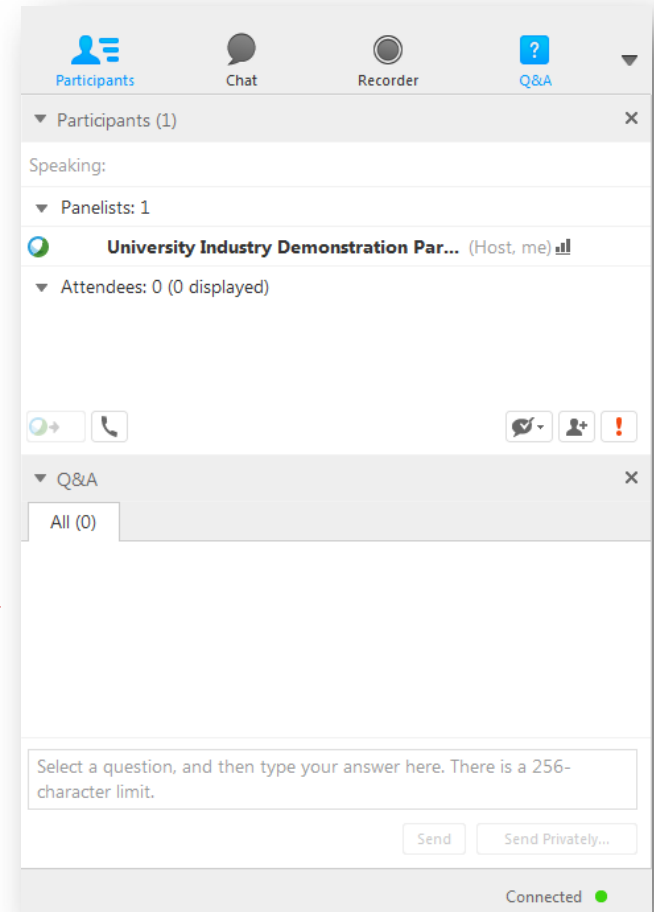 Participants
Chat
Recorder
Q&A
Participants (1)
Speaking:
Panelists: 1
University Industry Demonstration Par... (Host, me)
Attendees: 0 (0 displayed)
Q&A
All (0)
Select a question, and then type your answer here. There is a 256-
character limit.
Send
Send Privately...
Connected